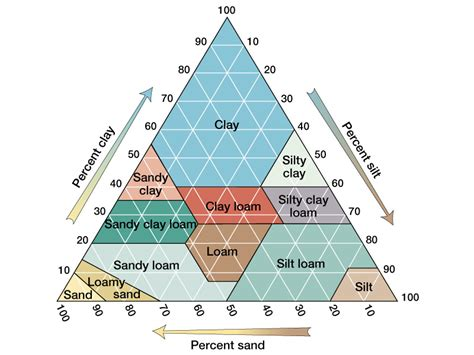 100
90 10
80 20
70 30
Percent clay
60 Clay 40
Percent silt
50 50
Silty
clay
40 60
Sandy
clay
Silty clay
loam
30 Clay loam 70
Sandy clay loam
20 Loam 80
Sandy loam Silt loam
10 90
Loamy
sand
Sand Silt
100
100 90 80 70 60 50 40 30 20 10
Percent sand